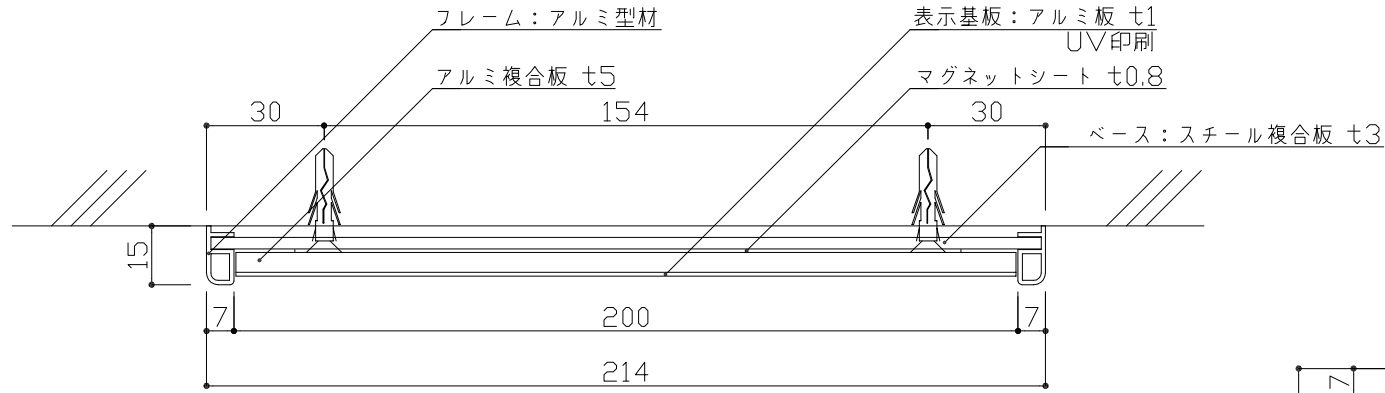 フレーム：アルミ型材
表示基板：アルミ板 t1
UV印刷
アルミ複合板 t5
マグネットシート t0.8
30
154
30
ベース：スチール複合板 t3
15
7
200
7
214
7